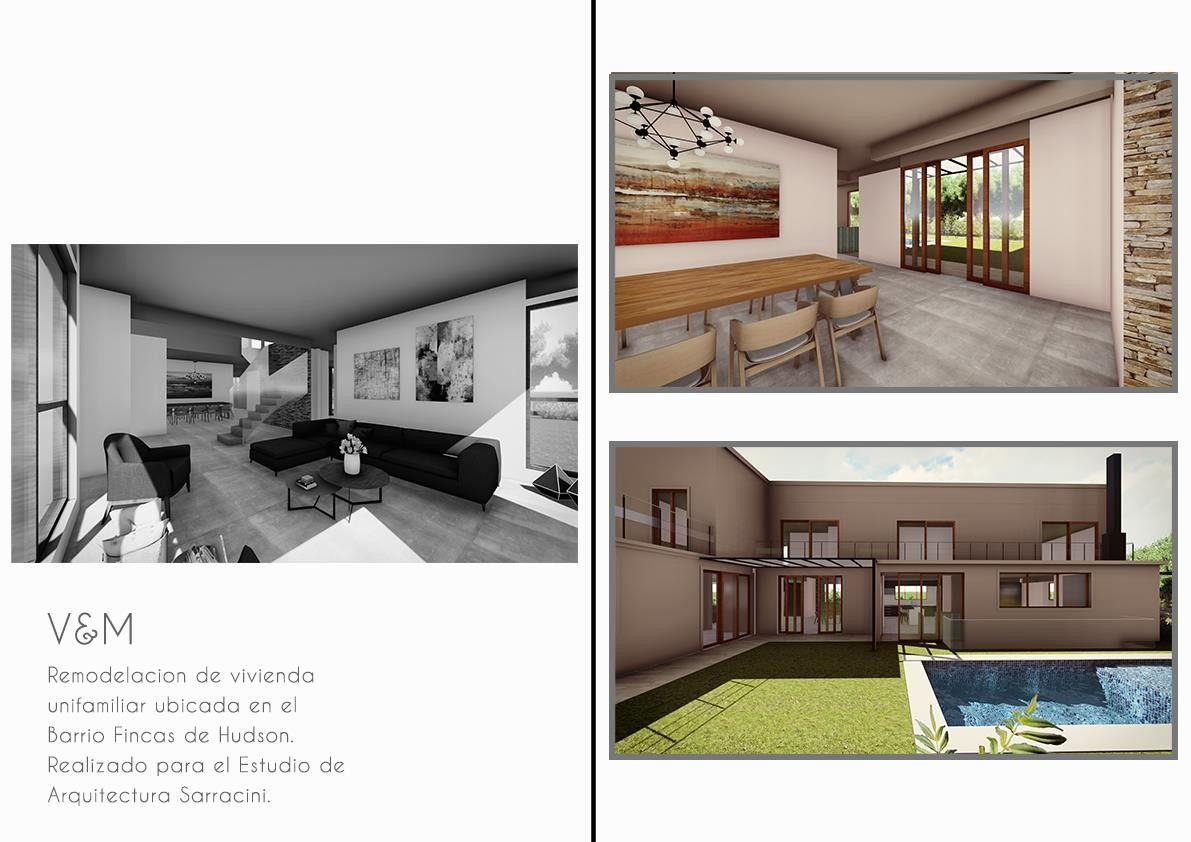 V&M
Remodelacion de vivienda
unifamiliar ubicada en el
Barrio Fincas de Hudson.
Realizado para el Estudio de
Arquitectura Sarracini.